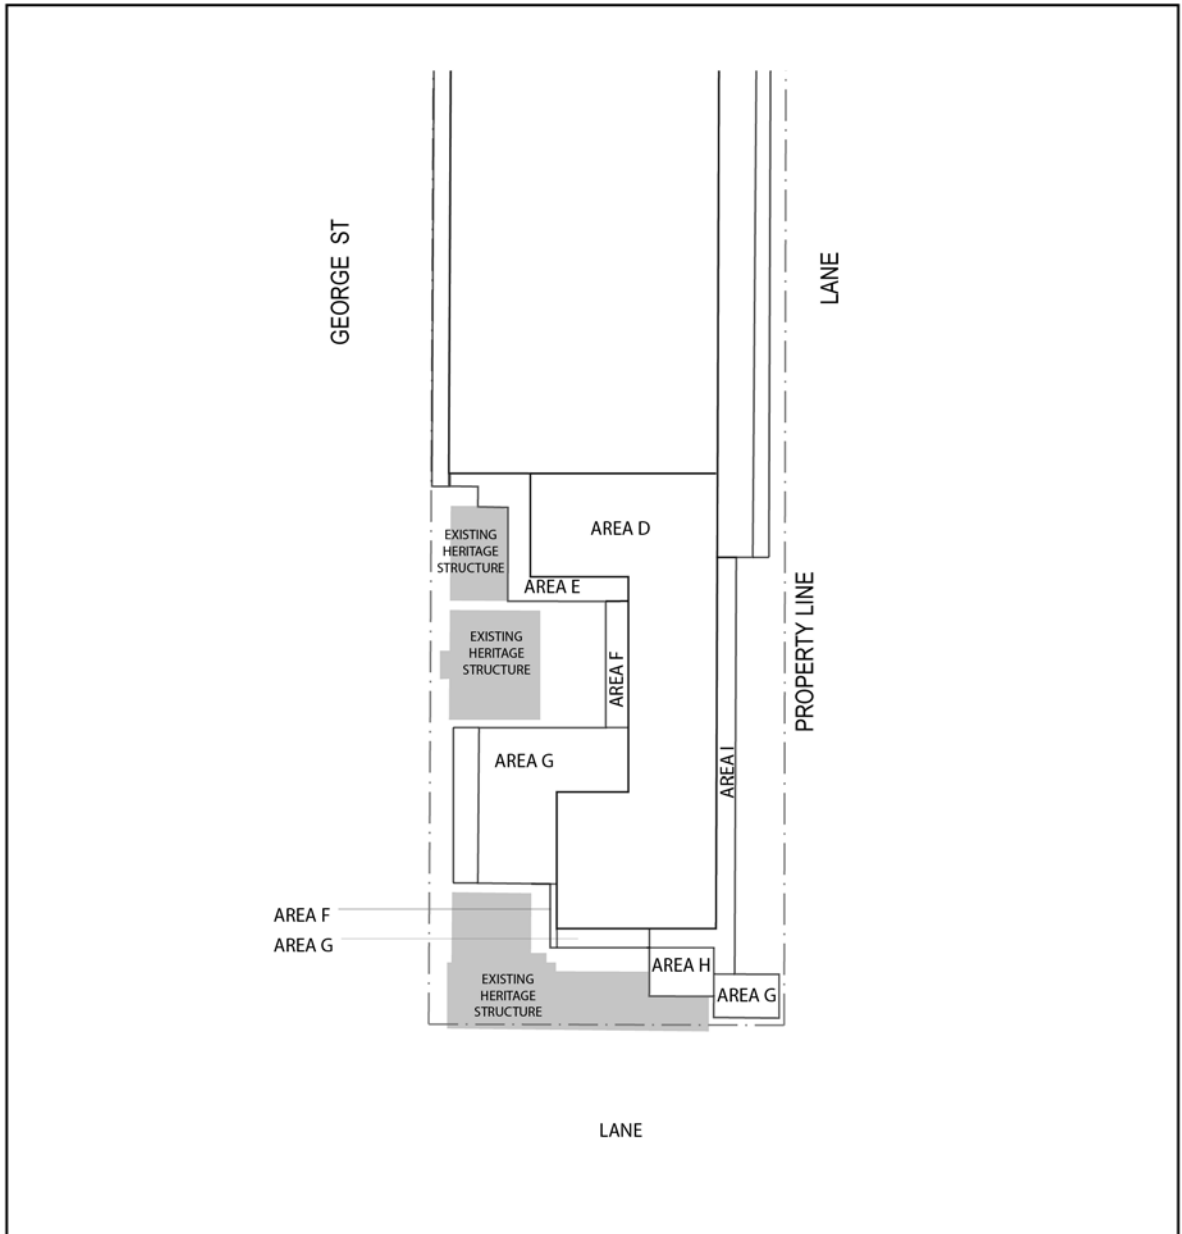 GEORGE ST
LANE
AREA D
EXISTING
HERITAGE
STRUCTURE
AREA E
EXISTING
HERITAGE
STRUCTURE
AREA F
PROPERTY LINE
AREA G
AREA I
AREA F
AREA G
AREA H
EXISTING
HERITAGE
STRUCTURE
AREA G
LANE